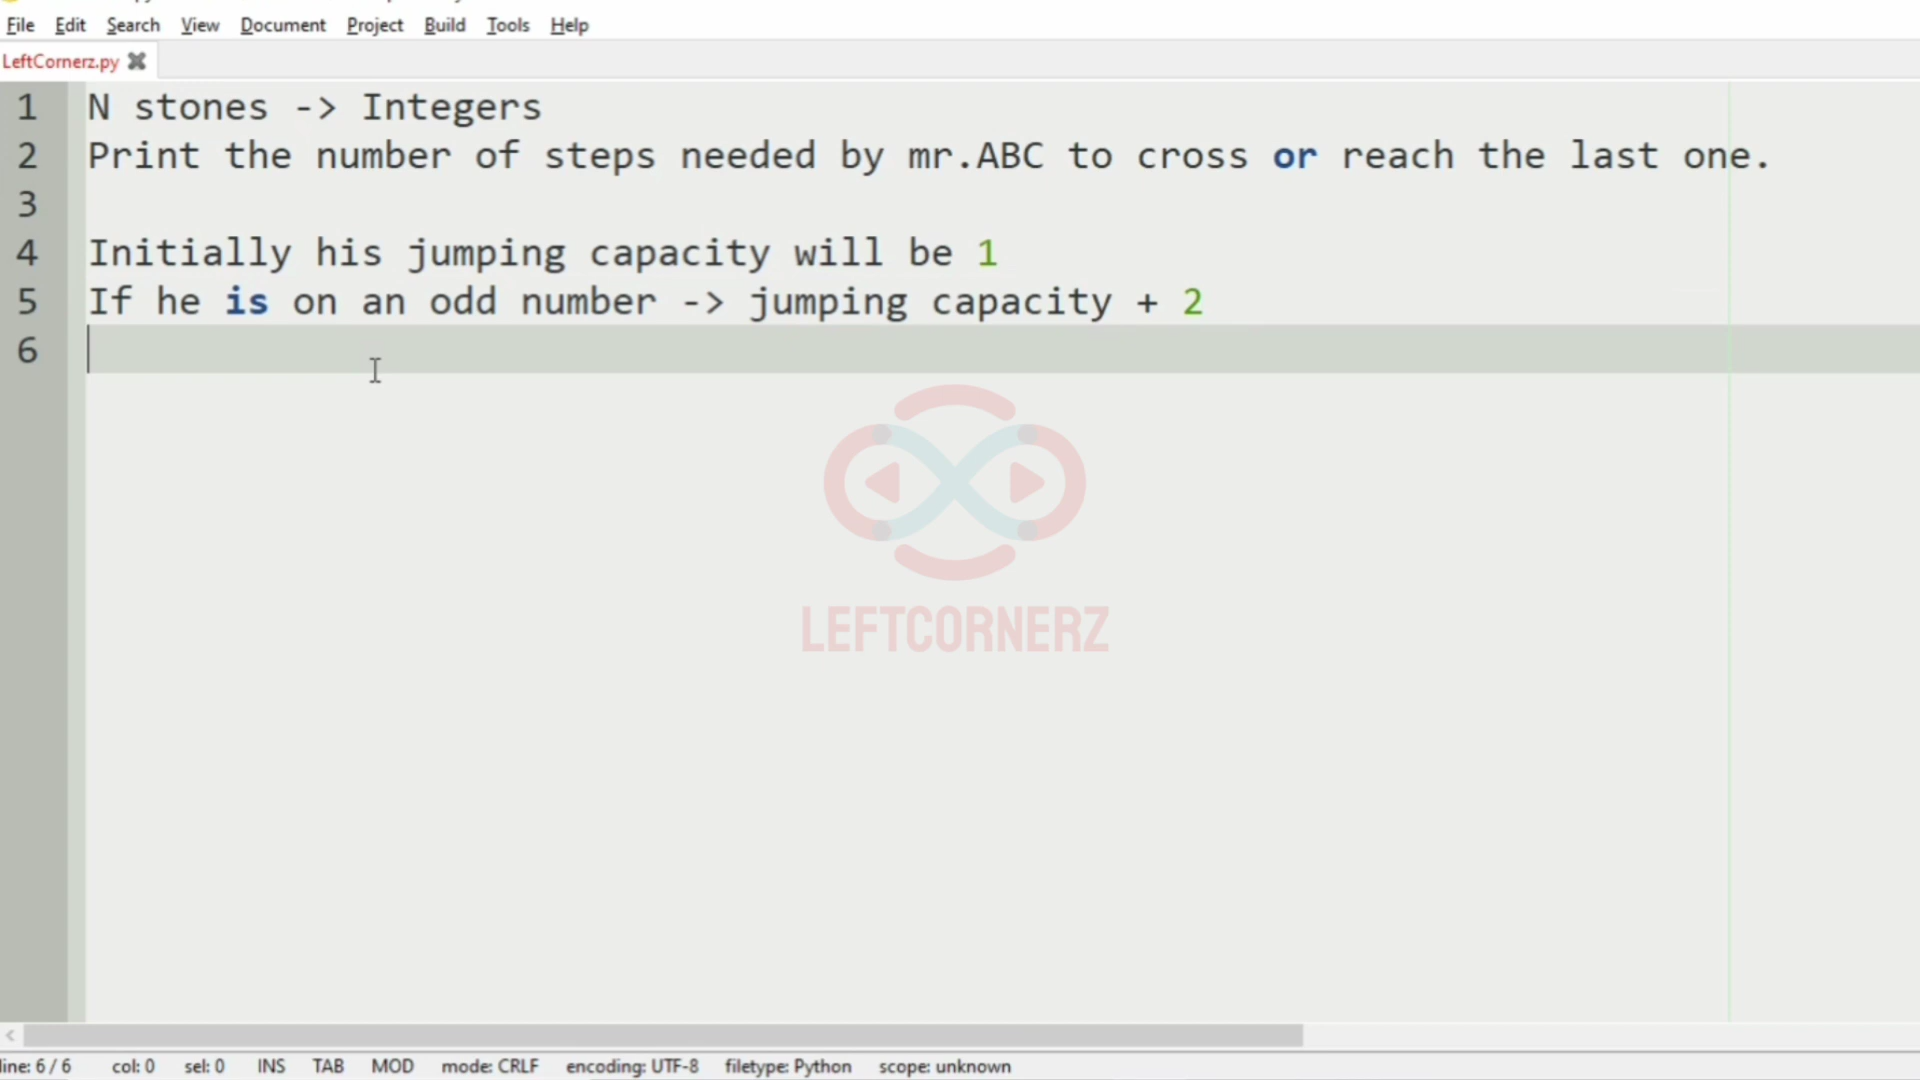 File Edit Search View Document Project Build Tools Help
LeftCornerz.py
1 N stones -> Integers
2 Print the number of steps needed by mr.ABC to cross or reach the last one.
3
4 Initially his jumping capacity will be 1
5 If he is on an odd number -> jumping capacity + 2
6
LEFTCORNERZ
line: 6 / 6 col: 0 sel: 0 INS TAB MOD mode: CRLF encoding: UTF-8 filetype: Python scope: unknown